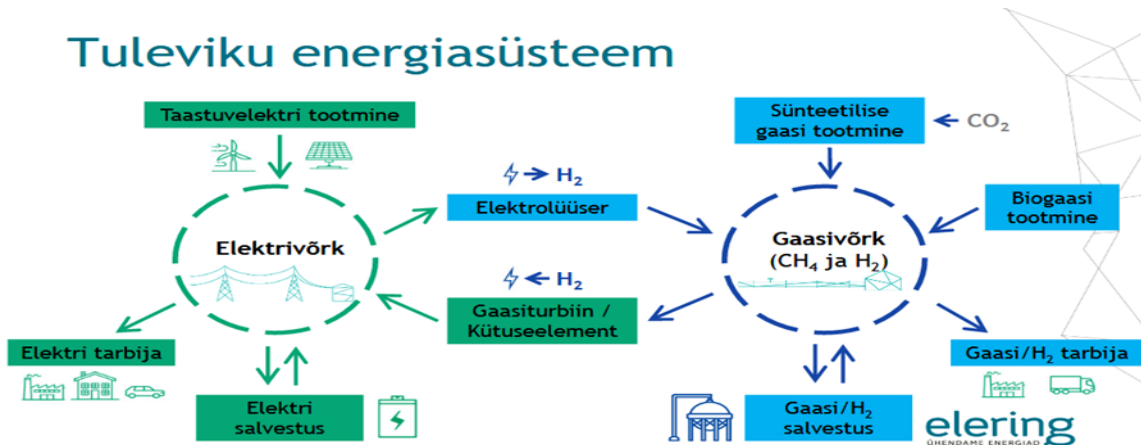 Tuleviku energiasüsteem
Taastuvelektri tootmine
Sünteetilise
gaasi tootmine
CO₂
H₂
Elektrolüüser
Biogaasi
tootmine
Elektrivõrk
Gaasivõrk
(CH₄ ja H₂)
H₂
Gaasiturbiin /
Kütuseelement
Elektri tarbija
Gaasi/H₂ tarbija
Elektri
salvestus
Gaasi/H₂
salvestus
elering
ÜHENDAME ENERGIAD